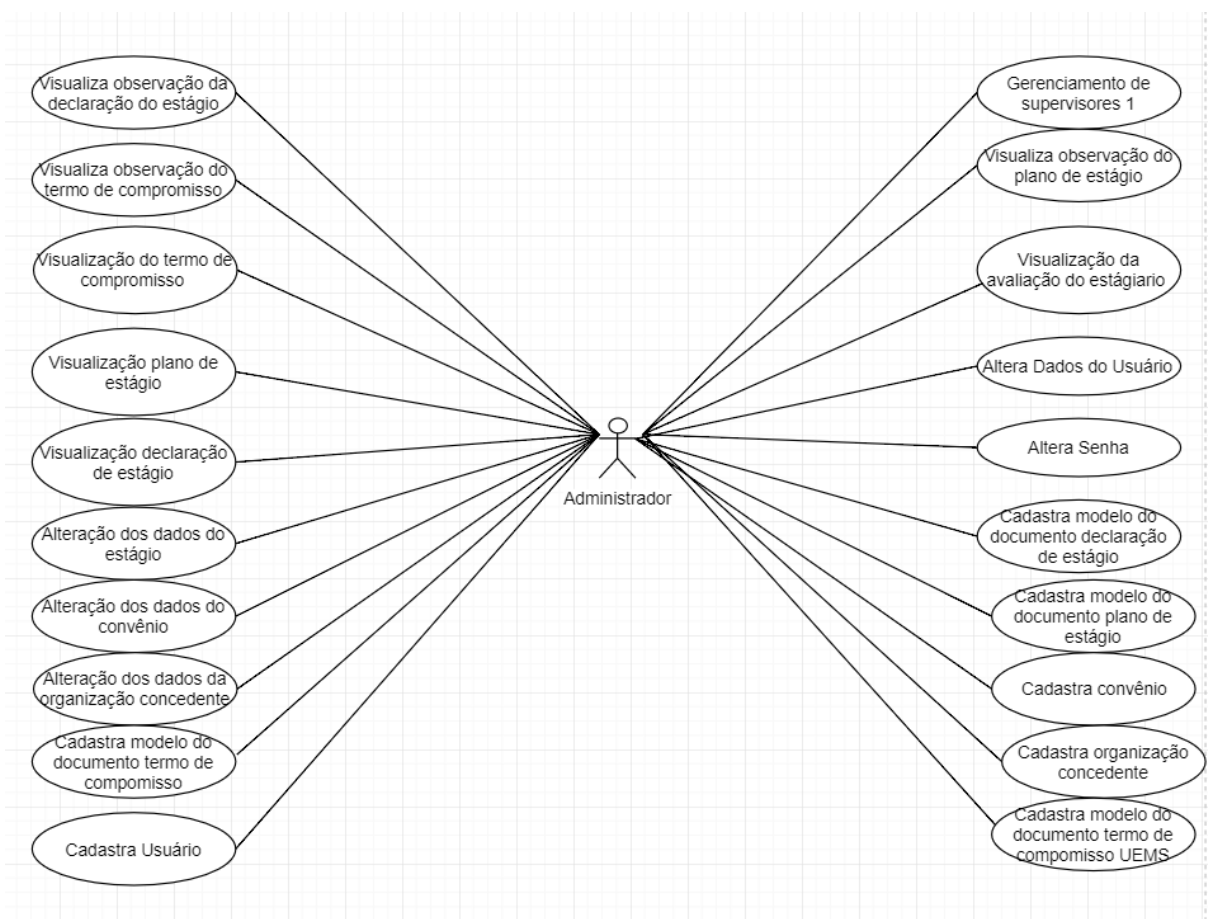 Visualiza observação da
declaração do estágio
Visualiza observação do
termo de compromisso
Visualização do termo de
compromisso
Visualização plano de
estágio
Visualização declaração
de estágio
Alteração dos dados do
estágio
Alteração dos dados do
convênio
Alteração dos dados da
organização concedente
Cadastra modelo do
documento termo de
compomisso
Cadastra Usuário
Administrador
Gerenciamento de
supervisores 1
Visualiza observação do
plano de estágio
Visualização da
avaliação do estágiario
Altera Dados do Usuário
Altera Senha
Cadastra modelo do
documento declaração
de estágio
Cadastra modelo do
documento plano de
estágio
Cadastra convênio
Cadastra organização
concedente
Cadastra modelo do
documento termo de
compomisso UEMS